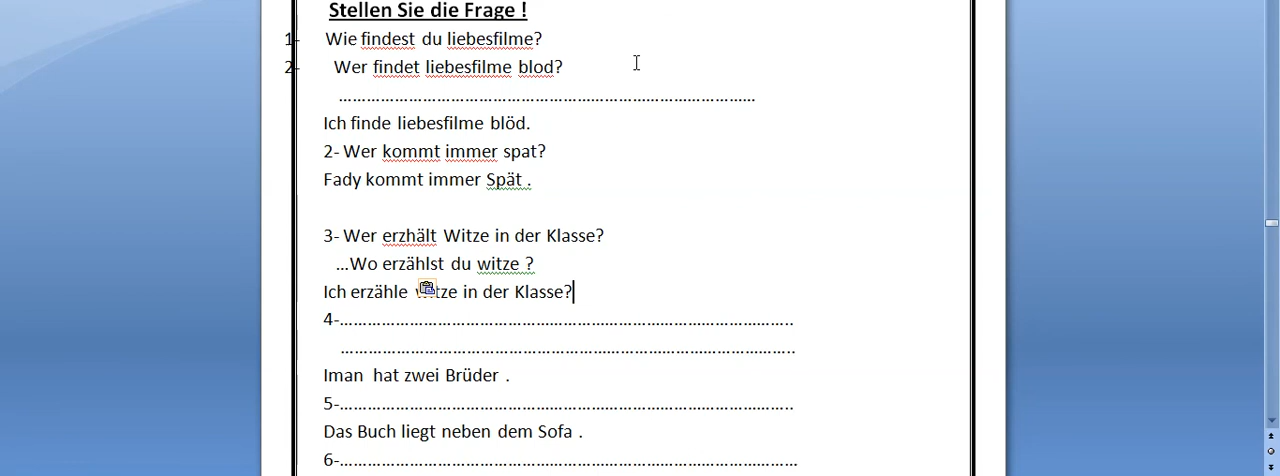 Stellen Sie die Frage !
1- Wie findest du liebesfilme?
2- Wer findet liebesfilme blod?
………………………………………………………………………………
Ich finde liebesfilme blöd.
2- Wer kommt immer spat?
Fady kommt immer Spät .
3- Wer erzhält Witze in der Klasse?
…Wo erzählst du witze ?
Ich erzähle in der Klasse?
4-………………………………………………………………………………..
………………………………………………………………………………..
Iman hat zwei Brüder .
5-………………………………………………………………………………..
Das Buch liegt neben dem Sofa .
6-………………………………………………………………………………..